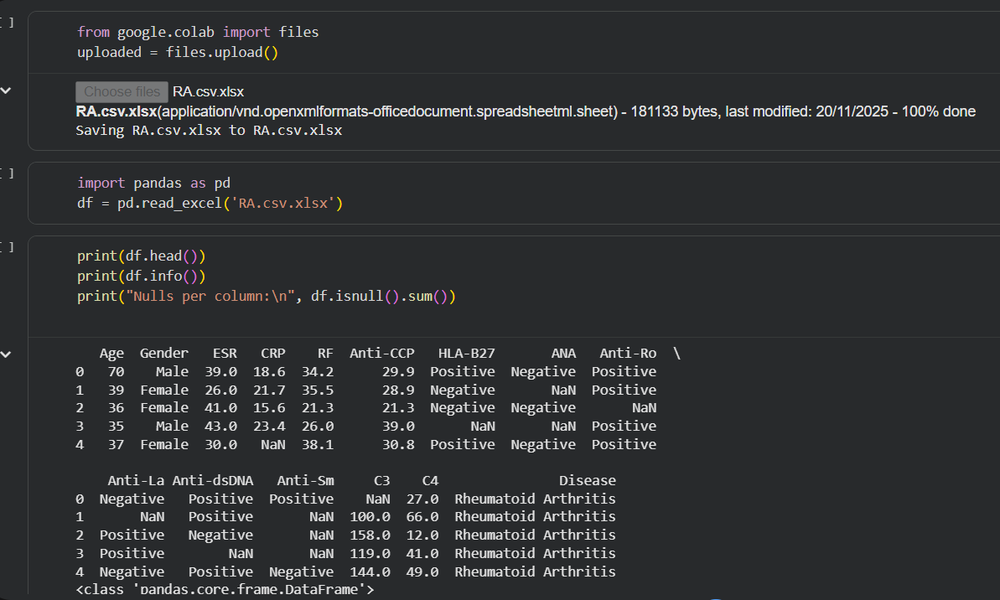 [ ]
from google.colab import files
uploaded = files.upload()
Choose files RA.csv.xlsx
RA.csv.xlsx(application/vnd.openxmlformats-officedocument.spreadsheetml.sheet) - 181133 bytes, last modified: 20/11/2025 - 100% done
Saving RA.csv.xlsx to RA.csv.xlsx
[ ]
import pandas as pd
df = pd.read_excel('RA.csv.xlsx')
[ ]
print(df.head())
print(df.info())
print("Nulls per column:\n", df.isnull().sum())
   Age  Gender   ESR   CRP    RF  Anti-CCP   HLA-B27       ANA   Anti-Ro  \
0   70    Male  39.0  18.6  34.2      29.9  Positive  Negative  Positive
1   39  Female  26.0  21.7  35.5      28.9  Negative       NaN  Positive
2   36  Female  41.0  15.6  21.3      21.3  Negative  Negative       NaN
3   35    Male  43.0  23.4  26.0      39.0       NaN       NaN  Positive
4   37  Female  30.0   NaN  38.1      30.8  Positive  Negative  Positive
    Anti-La Anti-dsDNA   Anti-Sm     C3    C4               Disease
0  Negative   Positive  Positive    NaN  27.0  Rheumatoid Arthritis
1       NaN   Positive       NaN  100.0  66.0  Rheumatoid Arthritis
2  Positive   Negative       NaN  158.0  12.0  Rheumatoid Arthritis
3  Positive        NaN       NaN  119.0  41.0  Rheumatoid Arthritis
4  Negative   Positive  Negative  144.0  49.0  Rheumatoid Arthritis
<class 'pandas.core.frame.DataFrame'>